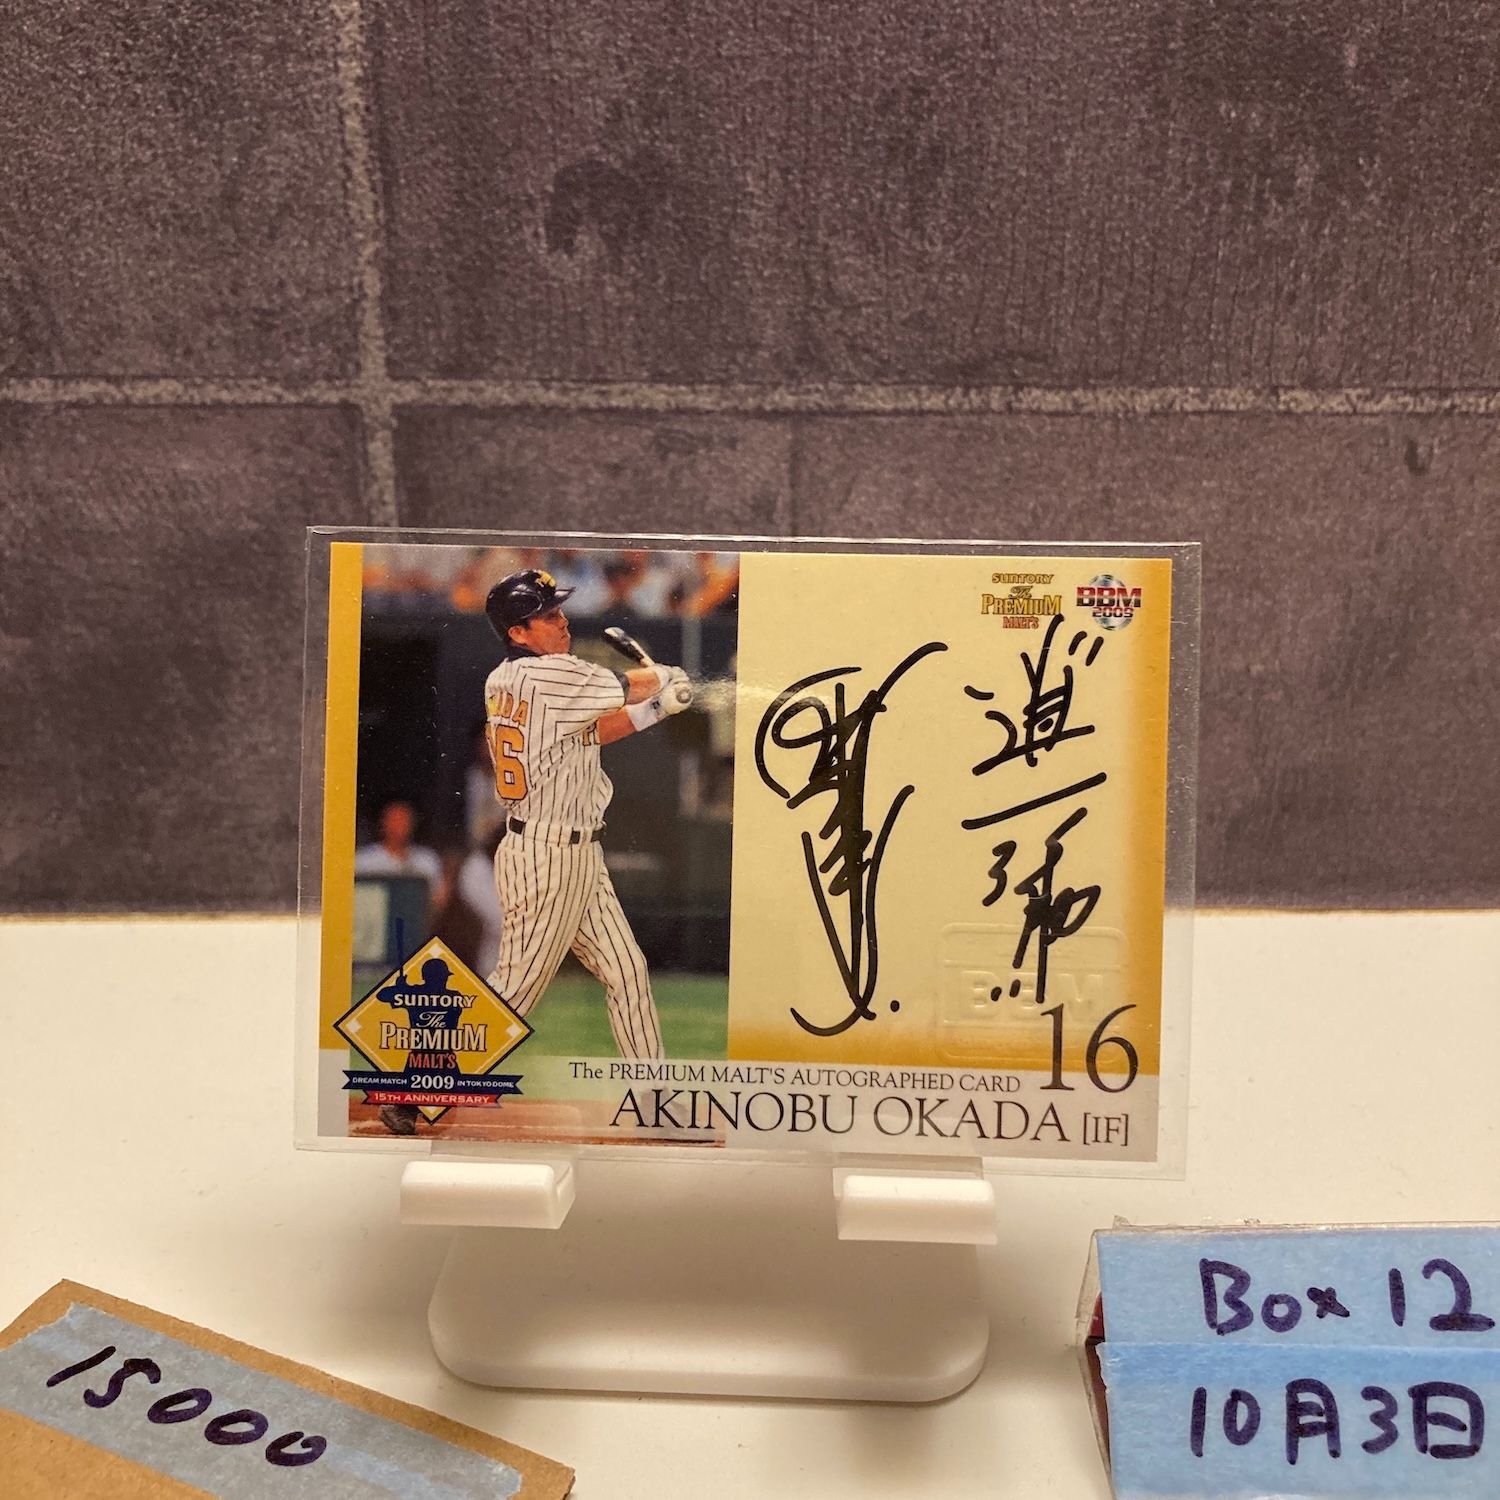 SUNTORY
The
PREMIUM
MALT'S
BBM
2009
道一筋
16
SUNTORY
The
PREMIUM
MALT'S
DREAM MATCH 2009 IN TOKYO DOME
15TH ANNIVERSARY
BBM
The PREMIUM MALT'S AUTOGRAPHED CARD
16
AKINOBU OKADA [IF]
Box 12
10月3日
15000